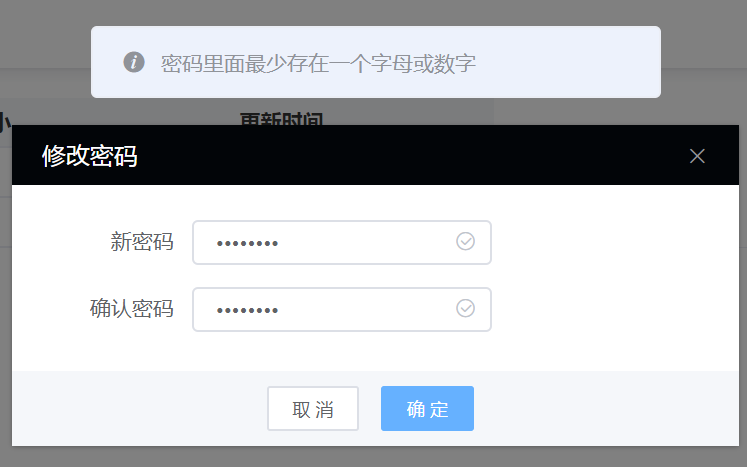 密码里面最少存在一个字母或数字
小
更新时间
修改密码
新密码
••••••••
确认密码
••••••••
取 消
确 定